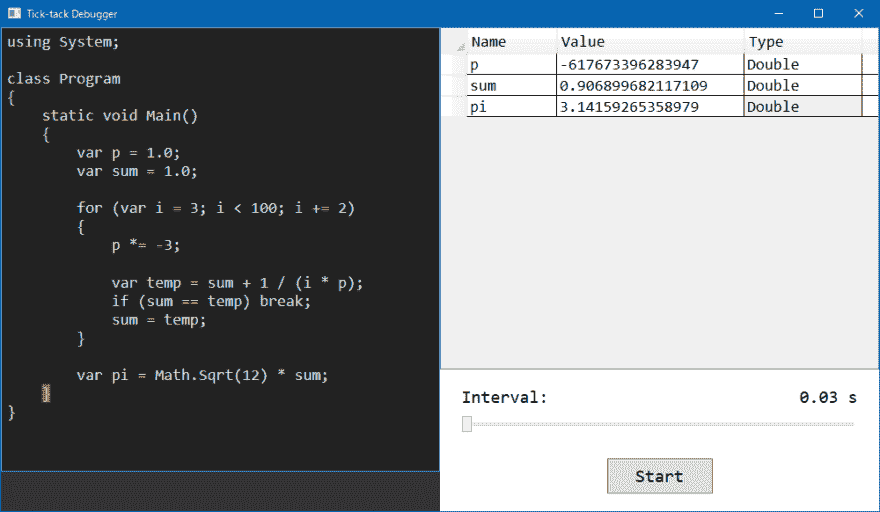 Tick-tack Debugger
using System;
class Program
{
    static void Main()
    {
        var p = 1.0;
        var sum = 1.0;
        for (var i = 3; i < 100; i += 2)
        {
            p *= -3;
            var temp = sum + 1 / (i * p);
            if (sum == temp) break;
            sum = temp;
        }
        var pi = Math.Sqrt(12) * sum;
    }
}
Name Value Type
p -617673396283947 Double
sum 0.906899682117109 Double
pi 3.14159265358979 Double
Interval: 0.03 s
Start